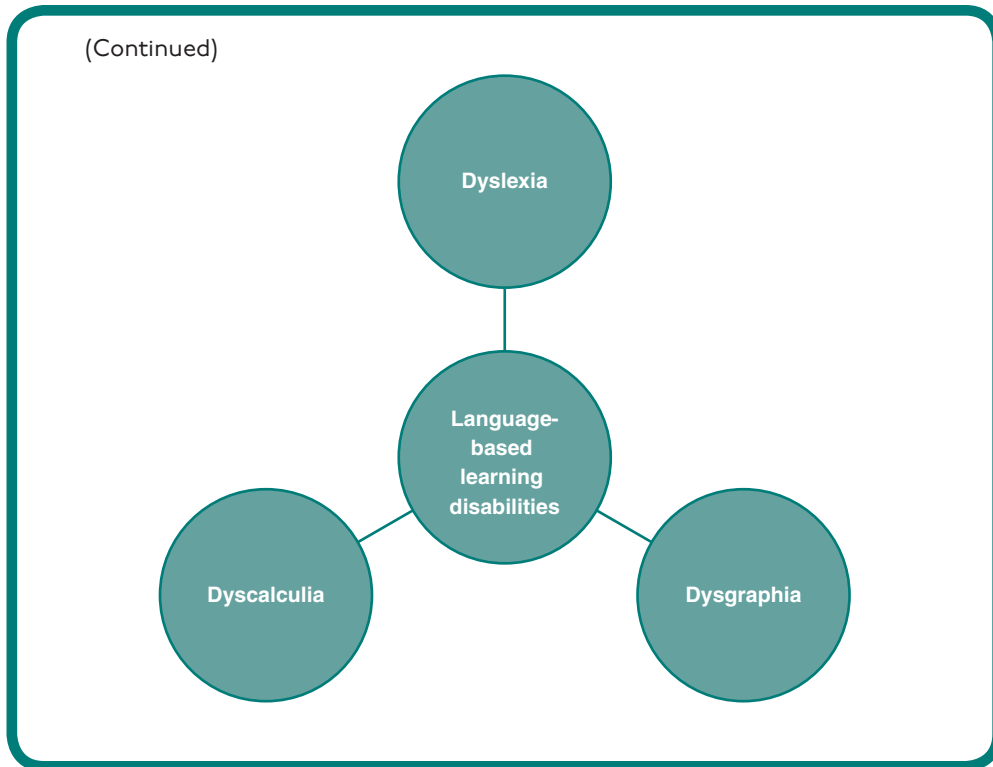 (Continued)
Dyslexia
Language-
based
learning
disabilities
Dyscalculia
Dysgraphia